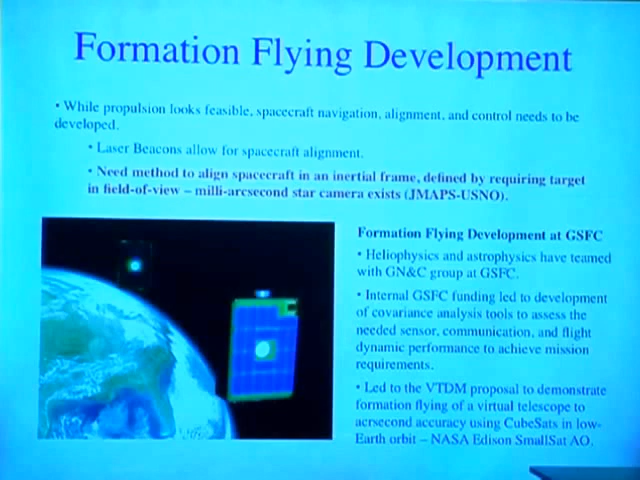 Formation Flying Development
• While propulsion looks feasible, spacecraft navigation, alignment, and control needs to be
developed.
• Laser Beacons allow for spacecraft alignment.
• Need method to align spacecraft in an inertial frame, defined by requiring target
in field-of-view – milli-arcsecond star camera exists (JMAPS-USNO).
Formation Flying Development at GSFC
• Heliophysics and astrophysics have teamed
with GN&C group at GSFC.
• Internal GSFC funding led to development
of covariance analysis tools to assess the
needed sensor, communication, and flight
dynamic performance to achieve mission
requirements.
• Led to the VTDM proposal to demonstrate
formation flying of a virtual telescope to
acrsecond accuracy using CubeSats in low-
Earth orbit – NASA Edison SmallSat AO.